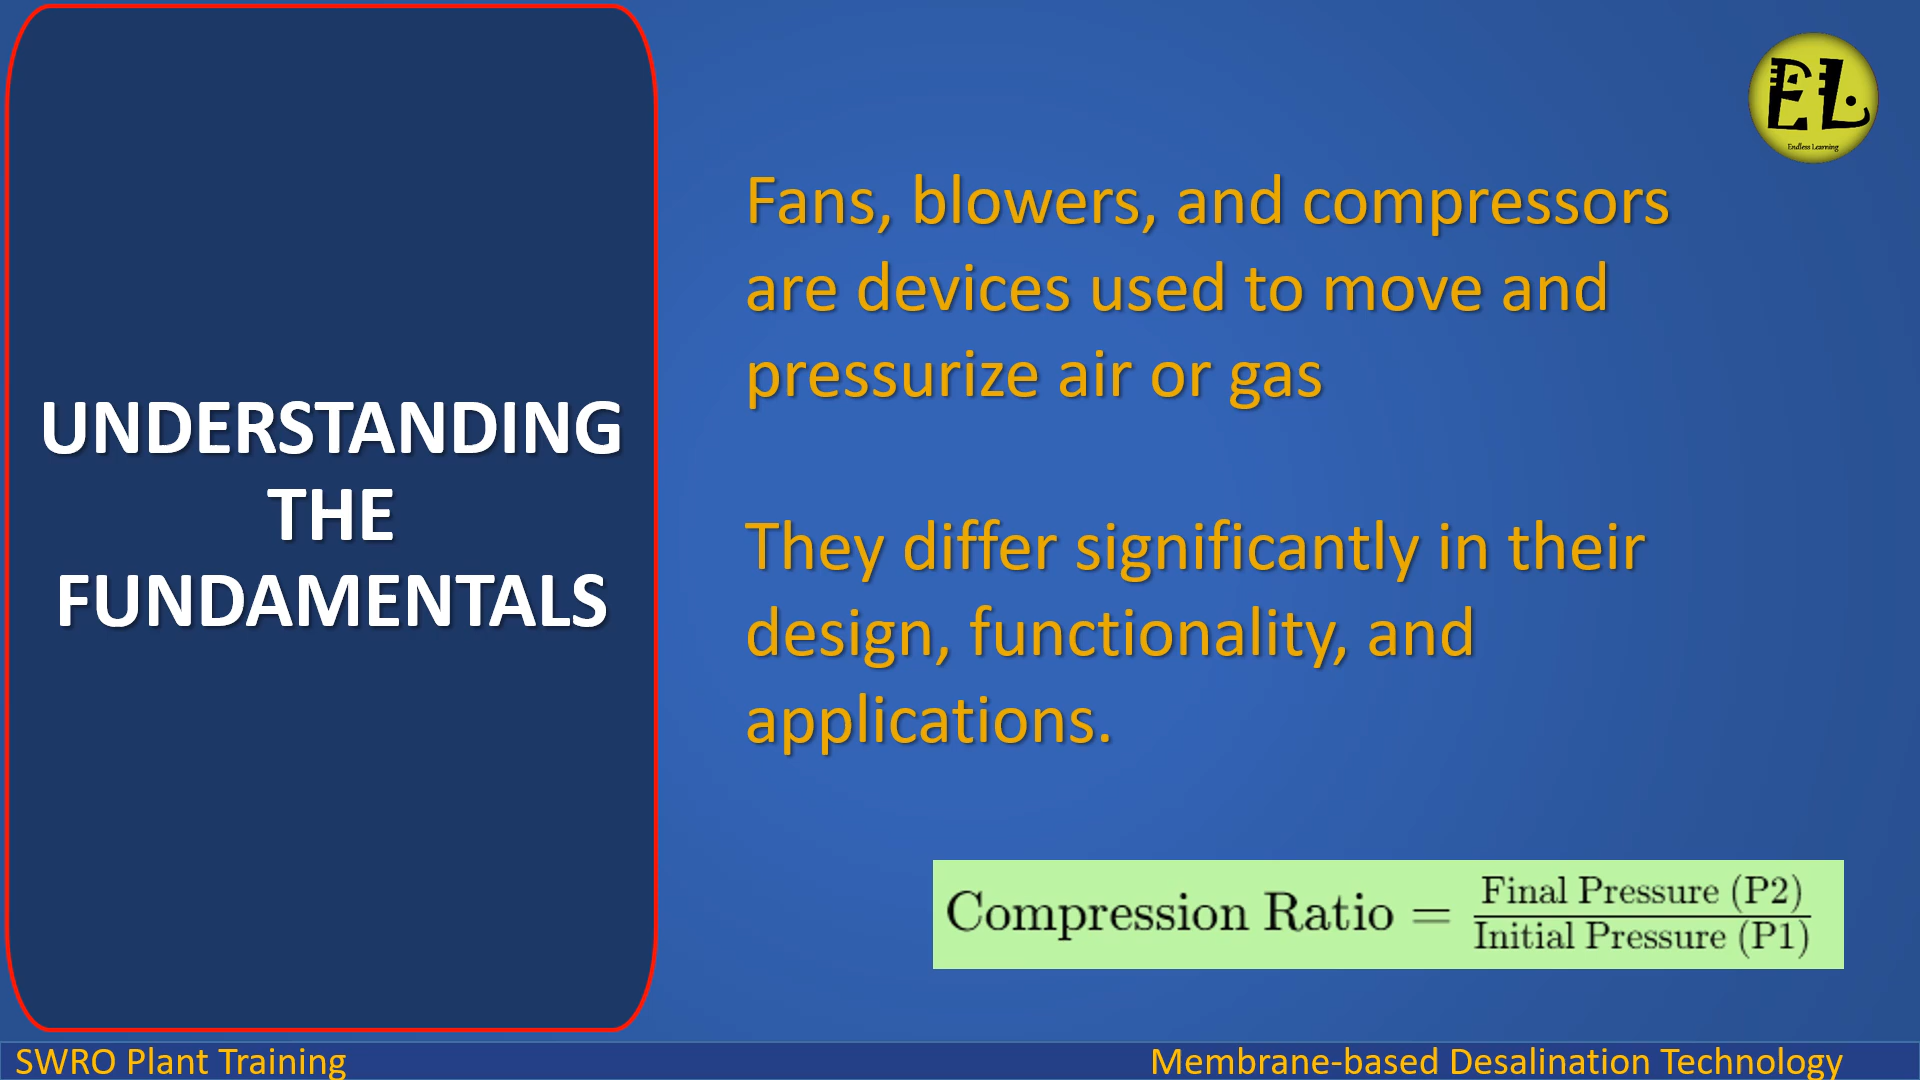 UNDERSTANDING
THE
FUNDAMENTALS
EL
Endless Learning
Fans, blowers, and compressors
are devices used to move and
pressurize air or gas
They differ significantly in their
design, functionality, and
applications.
Compression Ratio = Final Pressure (P2)
Initial Pressure (P1)
SWRO Plant Training
Membrane-based Desalination Technology